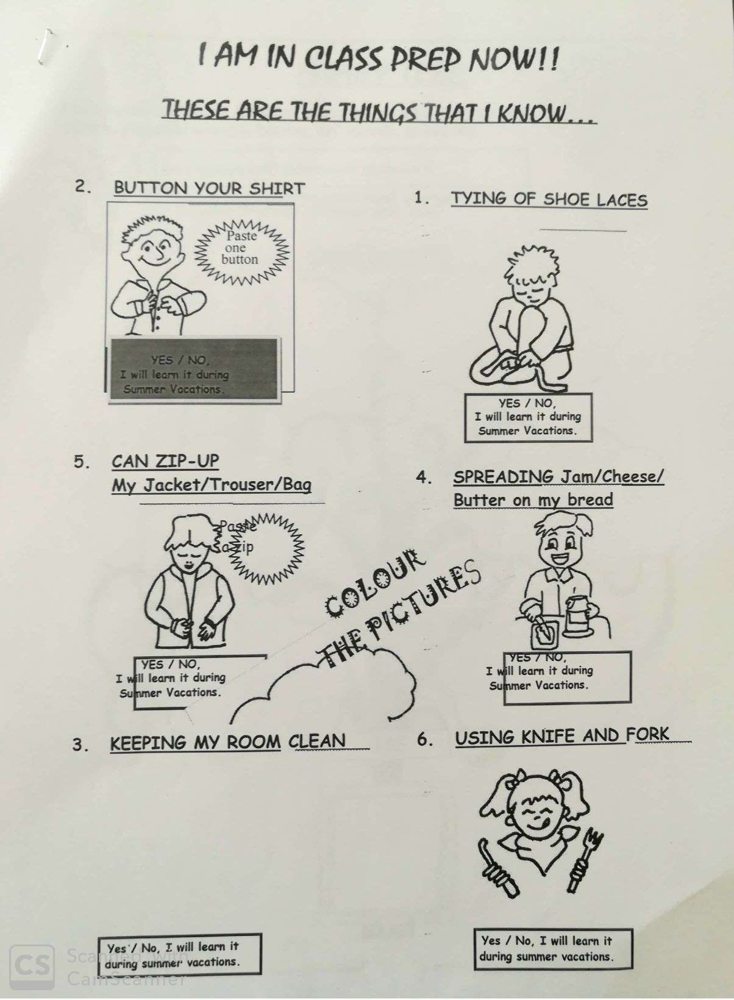 I AM IN CLASS PREP NOW!!
THESE ARE THE THINGS THAT I KNOW...
2. BUTTON YOUR SHIRT
Paste
one
button
YES / NO,
I will learn it during
Summer Vacations.
1. TYING OF SHOE LACES
YES / NO,
I will learn it during
Summer Vacations.
5. CAN ZIP-UP
My Jacket/Trouser/Bag
Paste
a zip
YES / NO,
I will learn it during
Summer Vacations.
4. SPREADING Jam/Cheese/
Butter on my bread
YES / NO,
I will learn it during
Summer Vacations.
COLOUR
THE PICTURES
3. KEEPING MY ROOM CLEAN
Yes / No, I will learn it
during summer vacations.
6. USING KNIFE AND FORK
Yes / No, I will learn it
during summer vacations.
CS
Scanned with
CamScanner